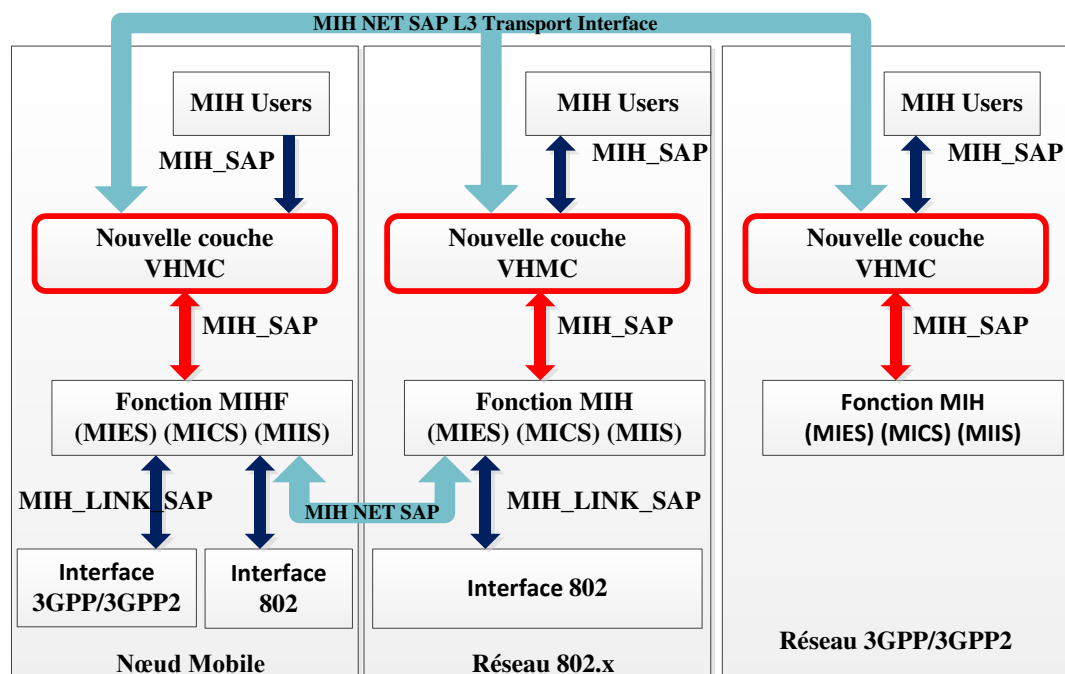 MIH NET SAP L3 Transport Interface
MIH Users
MIH_SAP
Nouvelle couche
VHMC
MIH_SAP
Fonction MIHF
(MIES) (MICS) (MIIS)
MIH_LINK_SAP
MIH NET SAP
Interface
3GPP/3GPP2
Interface
802
Nœud Mobile
MIH Users
MIH_SAP
Nouvelle couche
VHMC
MIH_SAP
Fonction MIH
(MIES) (MICS) (MIIS)
MIH_LINK_SAP
Interface 802
Réseau 802.x
MIH Users
MIH_SAP
Nouvelle couche
VHMC
MIH_SAP
Fonction MIH
(MIES) (MICS) (MIIS)
Réseau 3GPP/3GPP2